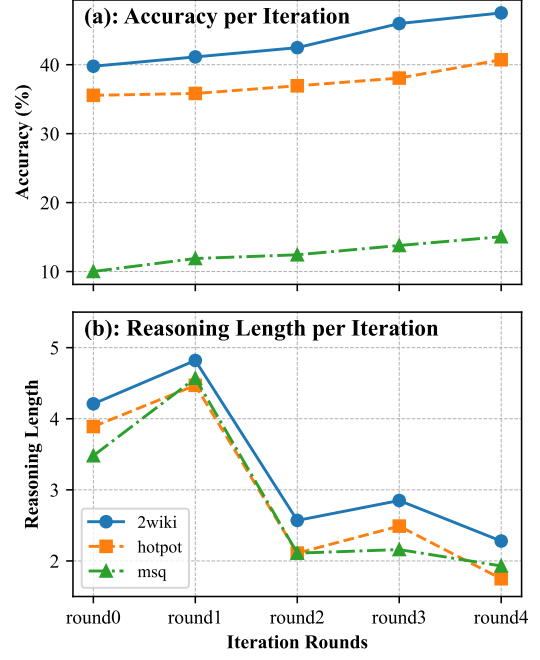 (a): Accuracy per Iteration
40
30
20
10
Accuracy (%)
(b): Reasoning Length per Iteration
5
4
3
2
Reasoning Length
2wiki
hotpot
msq
round0 round1 round2 round3 round4
Iteration Rounds